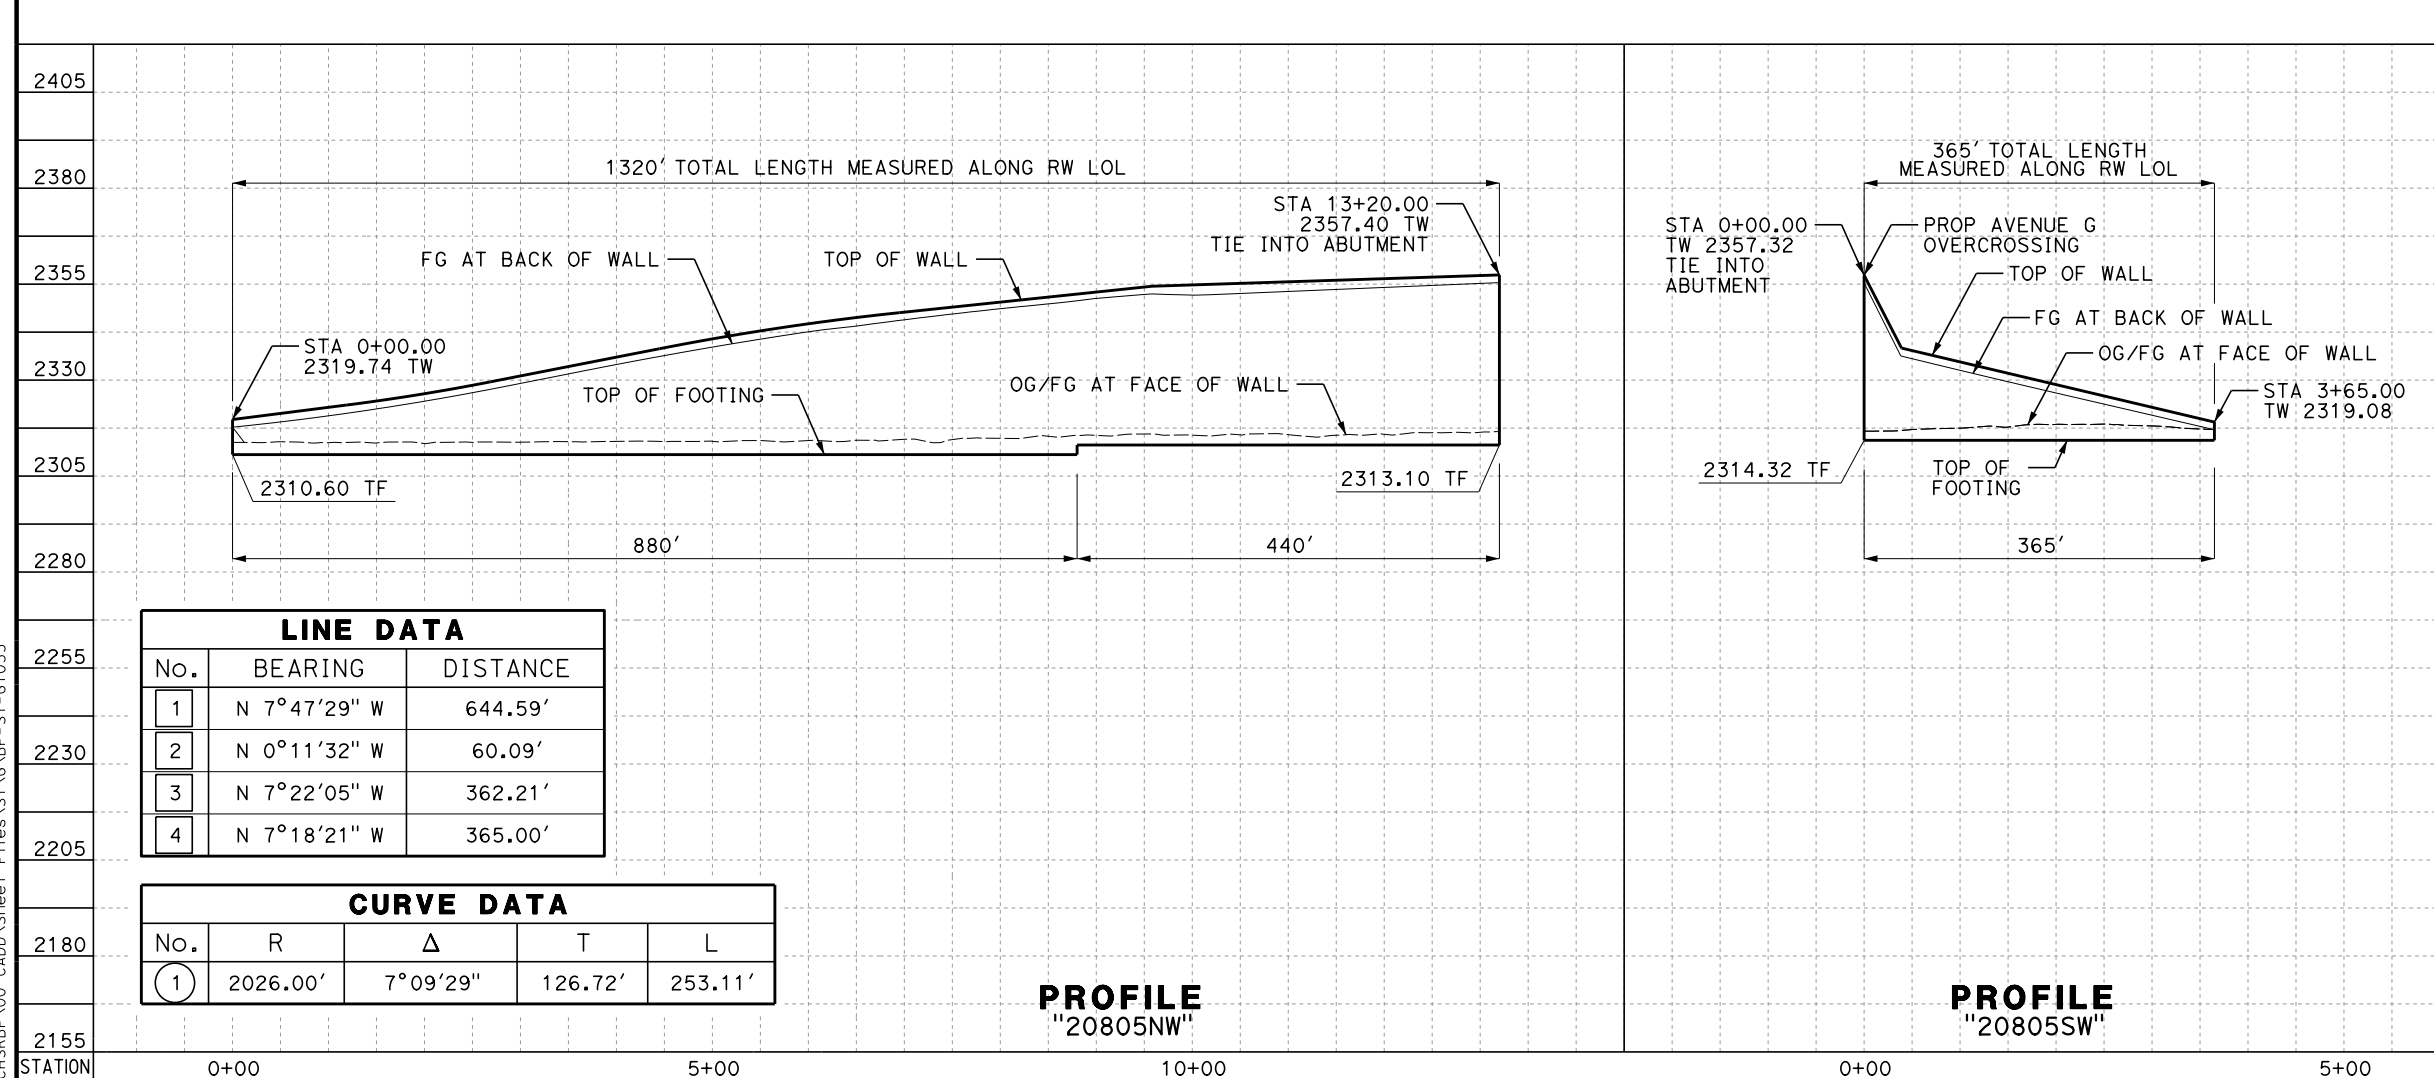 2405
2380
2355
2330
2305
2280
2255
2230
2205
2180
2155
STATION
1320′ TOTAL LENGTH MEASURED ALONG RW LOL
STA 13+20.00
2357.40 TW
TIE INTO ABUTMENT
FG AT BACK OF WALL
TOP OF WALL
STA 0+00.00
2319.74 TW
TOP OF FOOTING
OG/FG AT FACE OF WALL
2310.60 TF
2313.10 TF
880′
440′
365′ TOTAL LENGTH
MEASURED ALONG RW LOL
STA 0+00.00
TW 2357.32
TIE INTO
ABUTMENT
PROP AVENUE G
OVERCROSSING
TOP OF WALL
FG AT BACK OF WALL
OG/FG AT FACE OF WALL
STA 3+65.00
TW 2319.08
2314.32 TF
TOP OF
FOOTING
365′
LINE DATA
No. BEARING DISTANCE
1 N 7°47′29" W 644.59′
2 N 0°11′32" W 60.09′
3 N 7°22′05" W 362.21′
4 N 7°18′21" W 365.00′
CURVE DATA
No. R Δ T L
1 2026.00′ 7°09′29" 126.72′ 253.11′
PROFILE
"20805NW"
PROFILE
"20805SW"
0+00 5+00 10+00 0+00 5+00